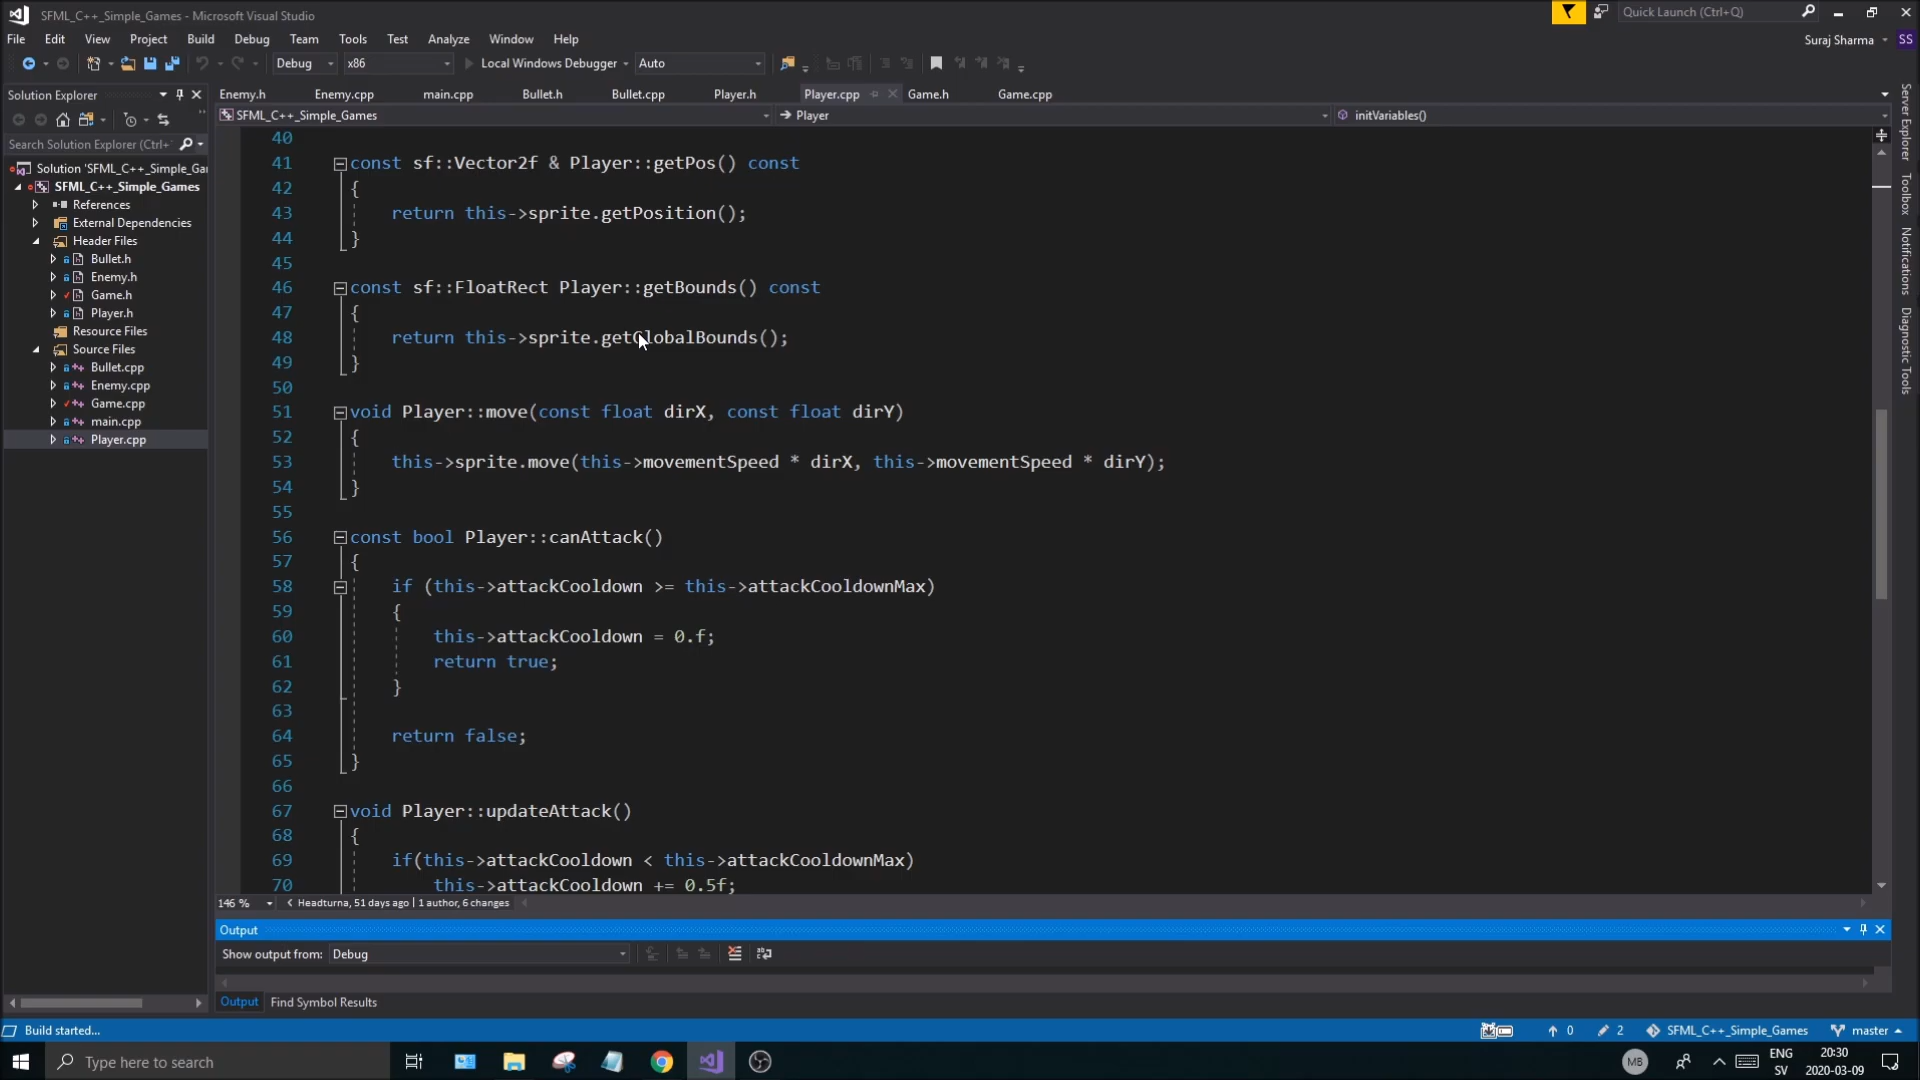 SFML_C++_Simple_Games - Microsoft Visual Studio
Quick Launch (Ctrl+Q)
File Edit View Project Build Debug Team Tools Test Analyze Window Help
Suraj Sharma SS
Debug x86 Local Windows Debugger Auto
Solution Explorer
Enemy.h Enemy.cpp main.cpp Bullet.h Bullet.cpp Player.h Player.cpp Game.h Game.cpp
SFML_C++_Simple_Games Player initVariables()
Search Solution Explorer (Ctrl+
Solution 'SFML_C++_Simple_Gar
SFML_C++_Simple_Games
References
External Dependencies
Header Files
Bullet.h
Enemy.h
Game.h
Player.h
Resource Files
Source Files
Bullet.cpp
Enemy.cpp
Game.cpp
main.cpp
Player.cpp
40
41 const sf::Vector2f & Player::getPos() const
42 {
43 return this->sprite.getPosition();
44 }
45
46 const sf::FloatRect Player::getBounds() const
47 {
48 return this->sprite.getGlobalBounds();
49 }
50
51 void Player::move(const float dirX, const float dirY)
52 {
53 this->sprite.move(this->movementSpeed * dirX, this->movementSpeed * dirY);
54 }
55
56 const bool Player::canAttack()
57 {
58 if (this->attackCooldown >= this->attackCooldownMax)
59 {
60 this->attackCooldown = 0.f;
61 return true;
62 }
63
64 return false;
65 }
66
67 void Player::updateAttack()
68 {
69 if(this->attackCooldown < this->attackCooldownMax)
70 this->attackCooldown += 0.5f;
146 % Headturna, 51 days ago | 1 author, 6 changes
Server Explorer
Toolbox
Notifications
Diagnostic Tools
Output
Show output from: Debug
Output Find Symbol Results
Build started... 0 2 SFML_C++_Simple_Games master
Type here to search
MB
ENG
SV
20:30
2020-03-09